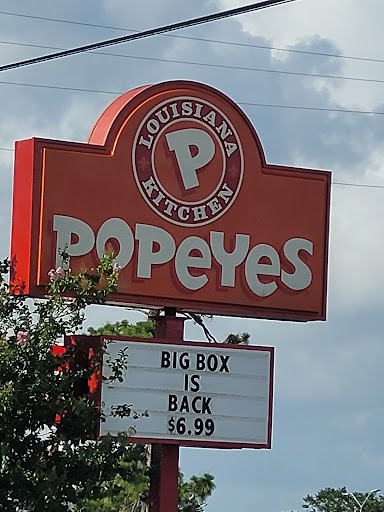 LOUISIANA
P
KITCHEN
POPEYES
BIG BOX
IS
BACK
$6.99